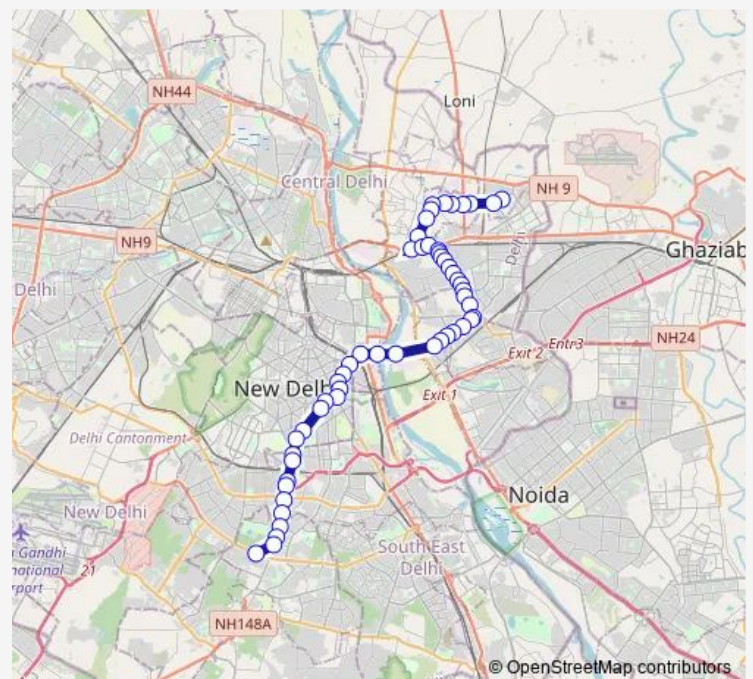 Loni
NH44
Central Delhi
NH 9
NH9
Delhi
Ghaziab
Delhi
NH24
Exit 2
Entr3
New Delh
Exit 1
Delhi Cantonment
Noida
New Delhi
South East
Delhi
Gandhi
national
rport
21
NH148A
© OpenStreetMap contributors